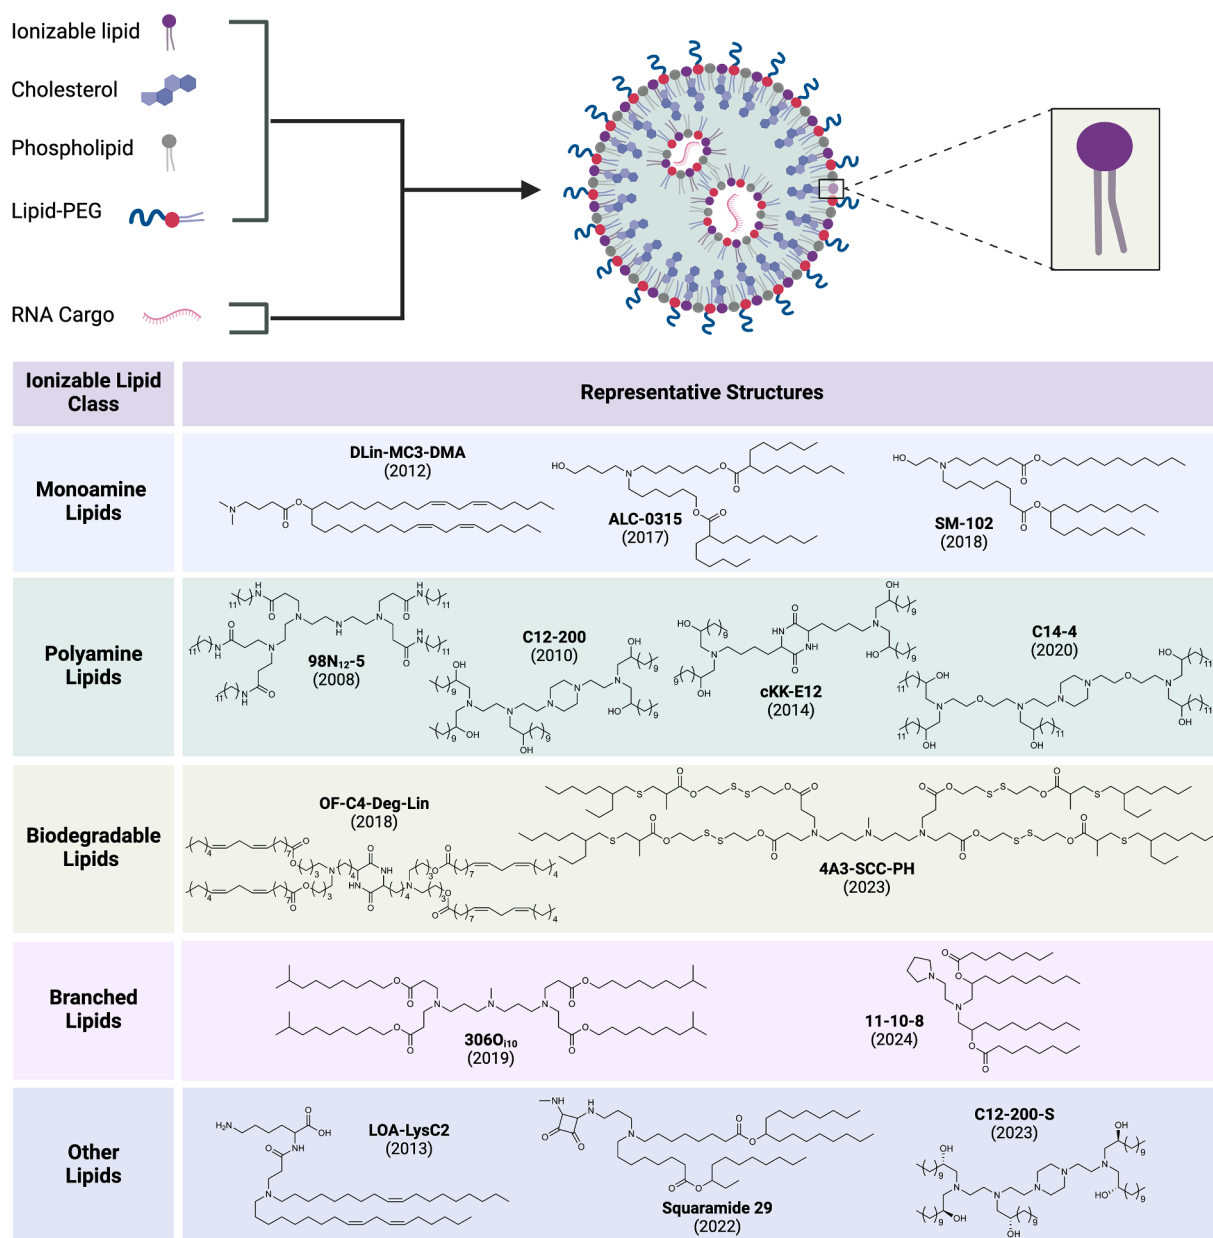 Ionizable lipid
Cholesterol
Phospholipid
Lipid-PEG
RNA Cargo
Ionizable Lipid
Class
Representative Structures
Monoamine
Lipids
DLin-MC3-DMA
(2012)
ALC-0315
(2017)
SM-102
(2018)
Polyamine
Lipids
98N₁₂-5
(2008)
C12-200
(2010)
cKK-E12
(2014)
C14-4
(2020)
Biodegradable
Lipids
OF-C4-Deg-Lin
(2018)
4A3-SCC-PH
(2023)
Branched
Lipids
306Oᵢ₁₀
(2019)
11-10-8
(2024)
Other
Lipids
LOA-LysC2
(2013)
Squaramide 29
(2022)
C12-200-S
(2023)